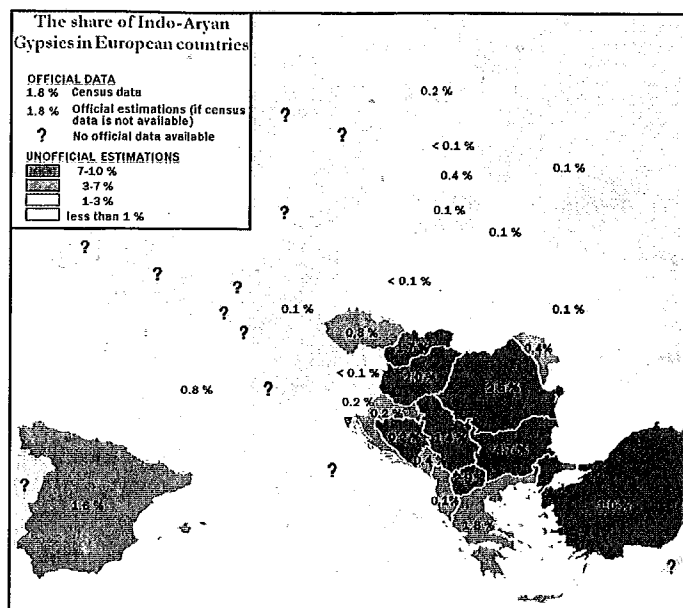 The share of Indo-Aryan
Gypsies in European countries
OFFICIAL DATA
1.8 % Census data
1.8 % Official estimations (if census
data is not available)
? No official data available
UNOFFICIAL ESTIMATIONS
7-10 %
3-7 %
1-3 %
less than 1 %
0.2 %
?
?
< 0.1 %
0.1 %
0.4 %
?
0.1 %
0.1 %
?
?
?
< 0.1 %
?
0.1 %
0.1 %
?
0.8 %
0.4%
< 0.1 %
0.8 %
?
0.2 %
0.2 %
?
?
0.1%
?